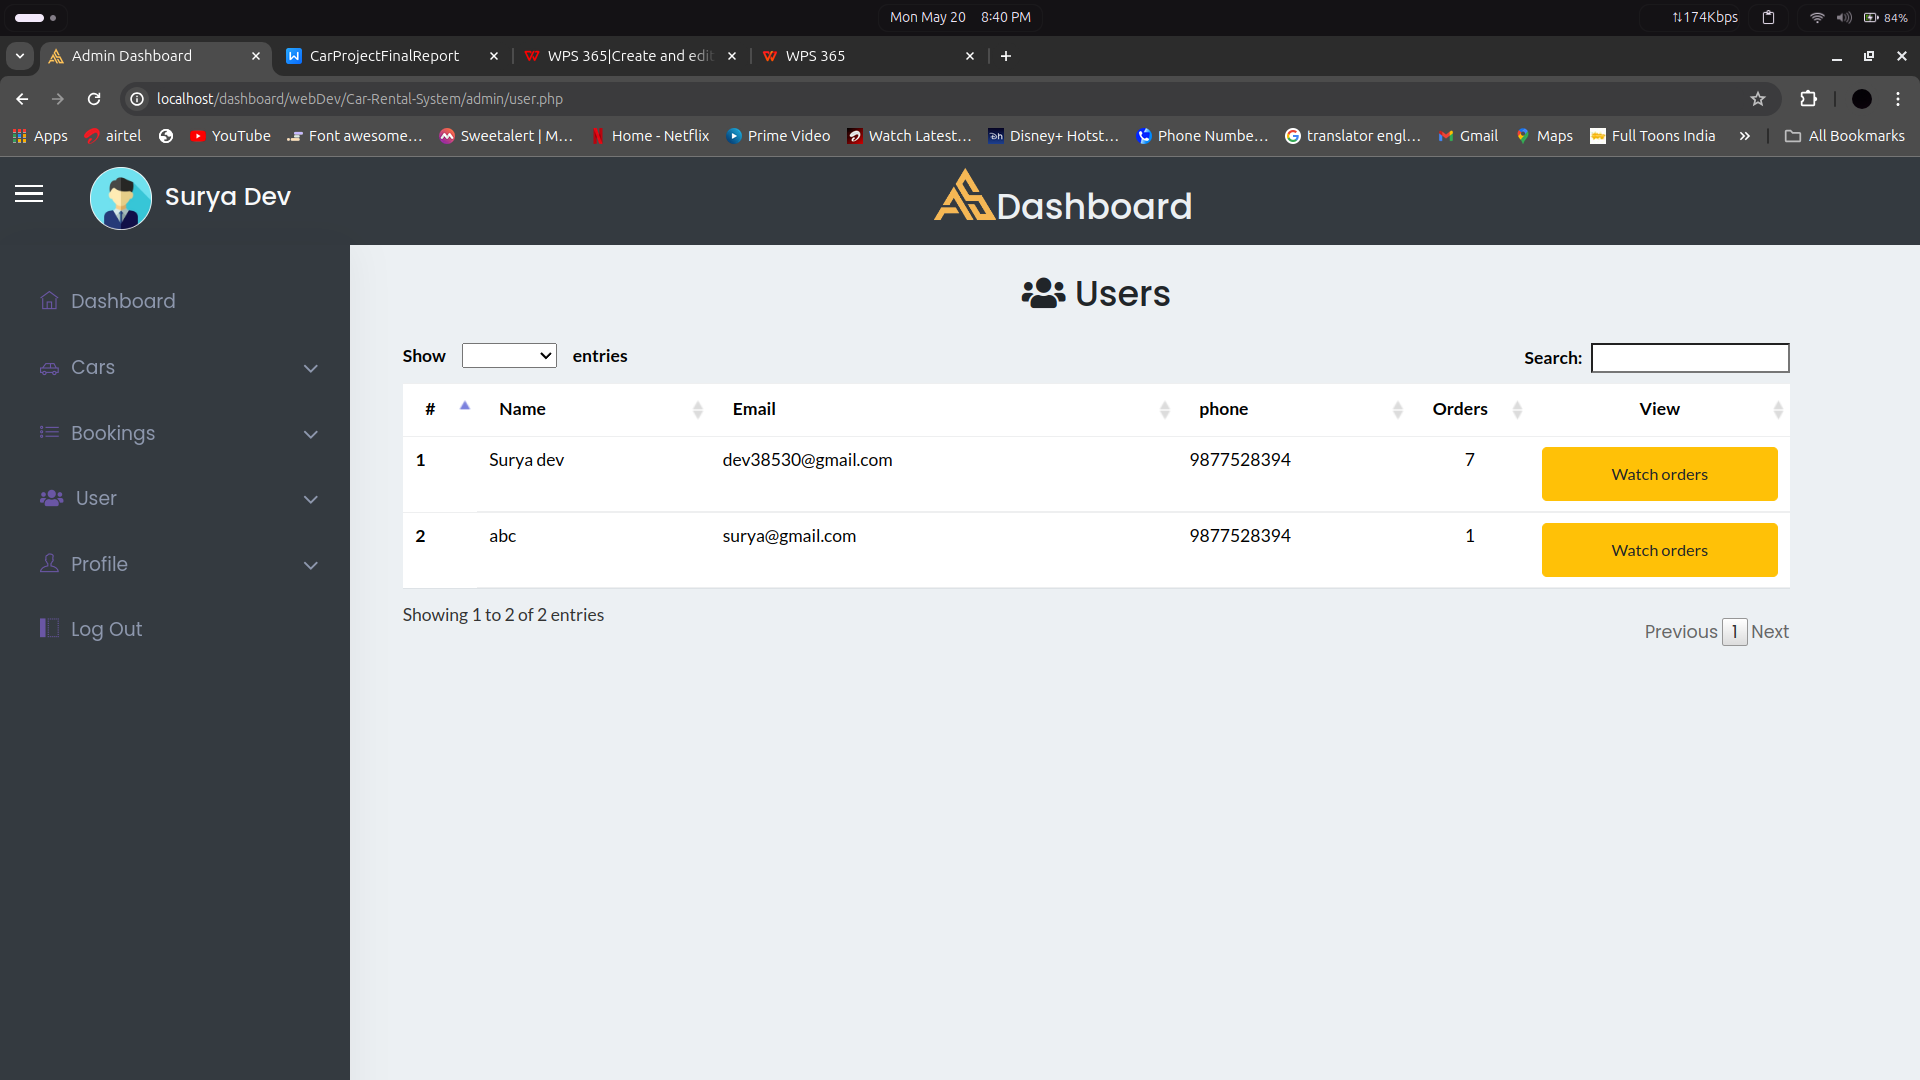 Mon May 20 8:40 PM
174Kbps
84%
Admin Dashboard
CarProjectFinalReport
WPS 365|Create and edit
WPS 365
localhost/dashboard/webDev/Car-Rental-System/admin/user.php
Apps
airtel
YouTube
Font awesome...
Sweetalert | M...
Home - Netflix
Prime Video
Watch Latest...
Disney+ Hotst...
Phone Numbe...
translator engl...
Gmail
Maps
Full Toons India
All Bookmarks
Surya Dev
Dashboard
Dashboard
Cars
Bookings
User
Profile
Log Out
Users
Show entries
Search:
# Name Email phone Orders View
1 Surya dev dev38530@gmail.com 9877528394 7 Watch orders
2 abc surya@gmail.com 9877528394 1 Watch orders
Showing 1 to 2 of 2 entries
Previous 1 Next